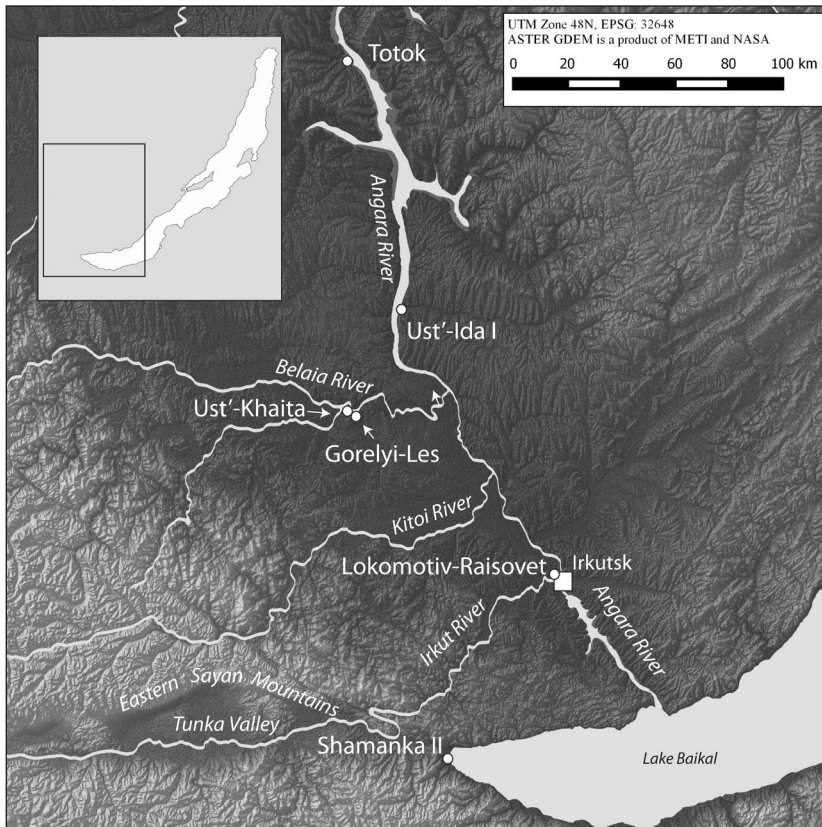 UTM Zone 48N, EPSG: 32648
ASTER GDEM is a product of METI and NASA
0 20 40 60 80 100 km
Totok
Angara River
Ust'-Ida I
Belaia River
Ust'-Khaita
Gorelyi-Les
Kitoi River
Lokomotiv-Raisovet
Irkutsk
Angara River
Irkut River
Eastern Sayan Mountains
Tunka Valley
Shamanka II
Lake Baikal